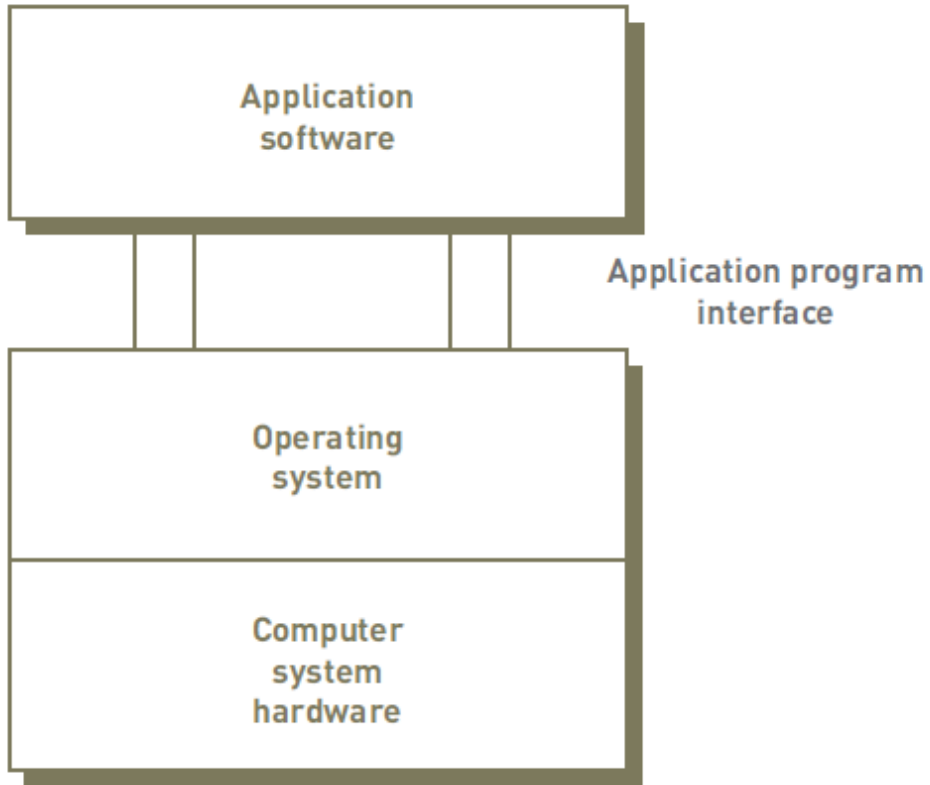 Application
software
Application program
interface
Operating
system
Computer
system
hardware